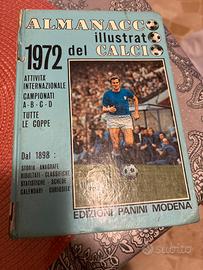 ALMANACCO
illustrato
1972 del CALCIO
ATTIVITÀ
INTERNAZIONALE
CAMPIONATI
A-B-C-D
TUTTE
LE COPPE
Dal 1898 :
STORIA - ANAGRAFE
RISULTATI - CLASSIFICHE
STATISTICHE - SCHEDE
CALENDARI - CURIOSITÀ
EDIZIONI PANINI MODENA
subito